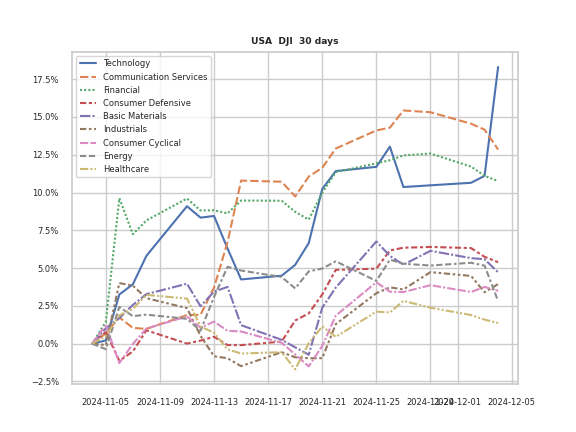 USA DJI 30 days
Technology
Communication Services
Financial
Consumer Defensive
Basic Materials
Industrials
Consumer Cyclical
Energy
Healthcare
17.5%
15.0%
12.5%
10.0%
7.5%
5.0%
2.5%
0.0%
−2.5%
2024-11-05 2024-11-09 2024-11-13 2024-11-17 2024-11-21 2024-11-25 2024-11-29 2024-12-01 2024-12-05